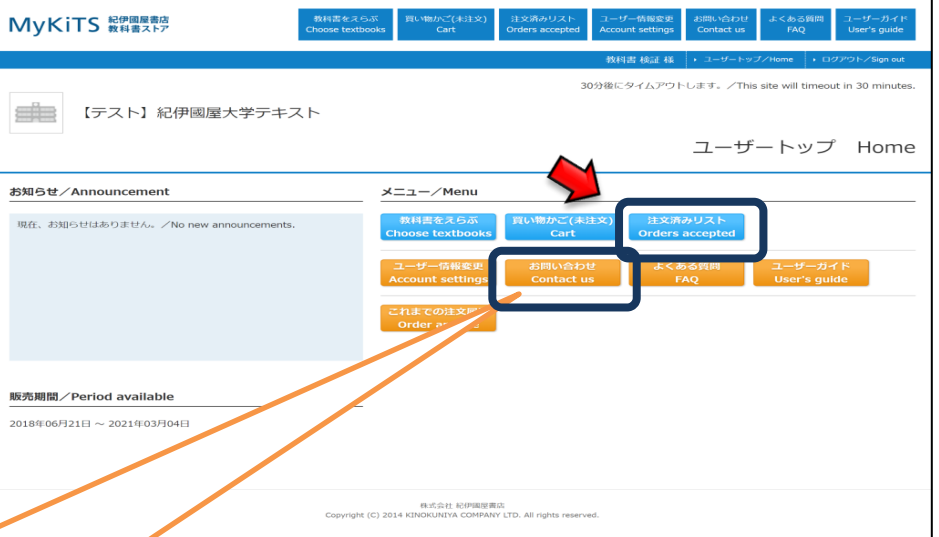 MyKiTS 紀伊國屋書店
教科書ストア
教科書をえらぶ
Choose textbooks
買い物かご(未注文)
Cart
注文済みリスト
Orders accepted
ユーザー情報変更
Account settings
お問い合わせ
Contact us
よくある質問
FAQ
ユーザーガイド
User's guide
教科書 検証 様
ユーザートップ/Home
ログアウト/Sign out
30分後にタイムアウトします。/This site will timeout in 30 minutes.
【テスト】紀伊國屋大学テキスト
ユーザートップ Home
お知らせ/Announcement
現在、お知らせはありません。/No new announcements.
メニュー/Menu
教科書をえらぶ
Choose textbooks
買い物かご(未注文)
Cart
注文済みリスト
Orders accepted
ユーザー情報変更
Account settings
お問い合わせ
Contact us
よくある質問
FAQ
ユーザーガイド
User's guide
これまでの注文
Order
販売期間/Period available
2018年06月21日 ~ 2021年03月04日
株式会社 紀伊國屋書店
Copyright (C) 2014 KINOKUNIYA COMPANY LTD. All rights reserved.